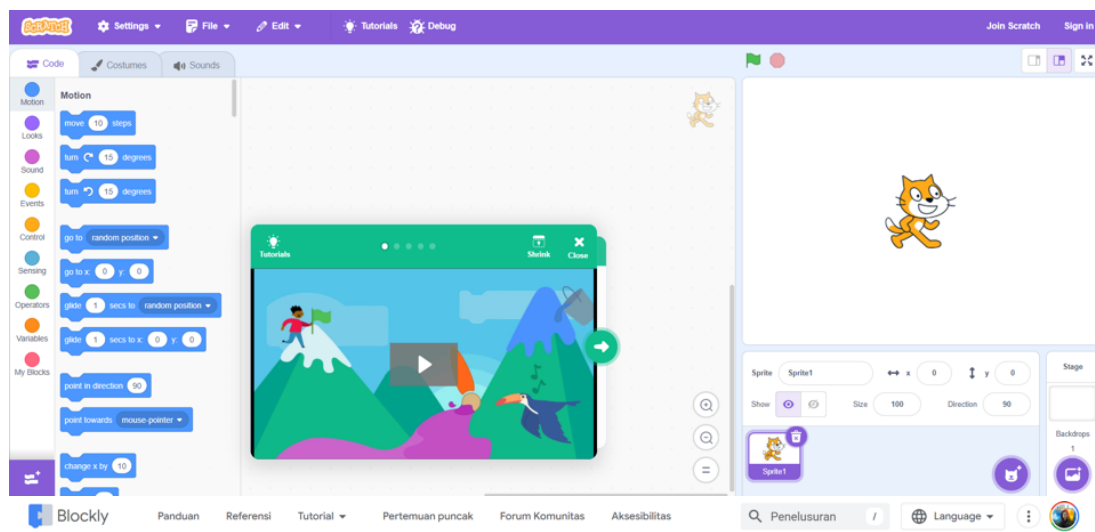 SCRATCH Settings File Edit Tutorials Debug Join Scratch Sign in
Code Costumes Sounds
Motion
Looks
Sound
Events
Control
Sensing
Operators
Variables
My Blocks
Motion
move 10 steps
turn 15 degrees
turn 15 degrees
go to random position
go to x: 0 y: 0
glide 1 secs to random position
glide 1 secs to x: 0 y: 0
point in direction 90
point towards mouse-pointer
change x by 10
Tutorials Shrink Close
Sprite Sprite1 x 0 y 0
Show Size 100 Direction 90
Sprite1
Stage
Backdrops
1
Blockly Panduan Referensi Tutorial Pertemuan puncak Forum Komunitas Aksesibilitas Penelusuran / Language